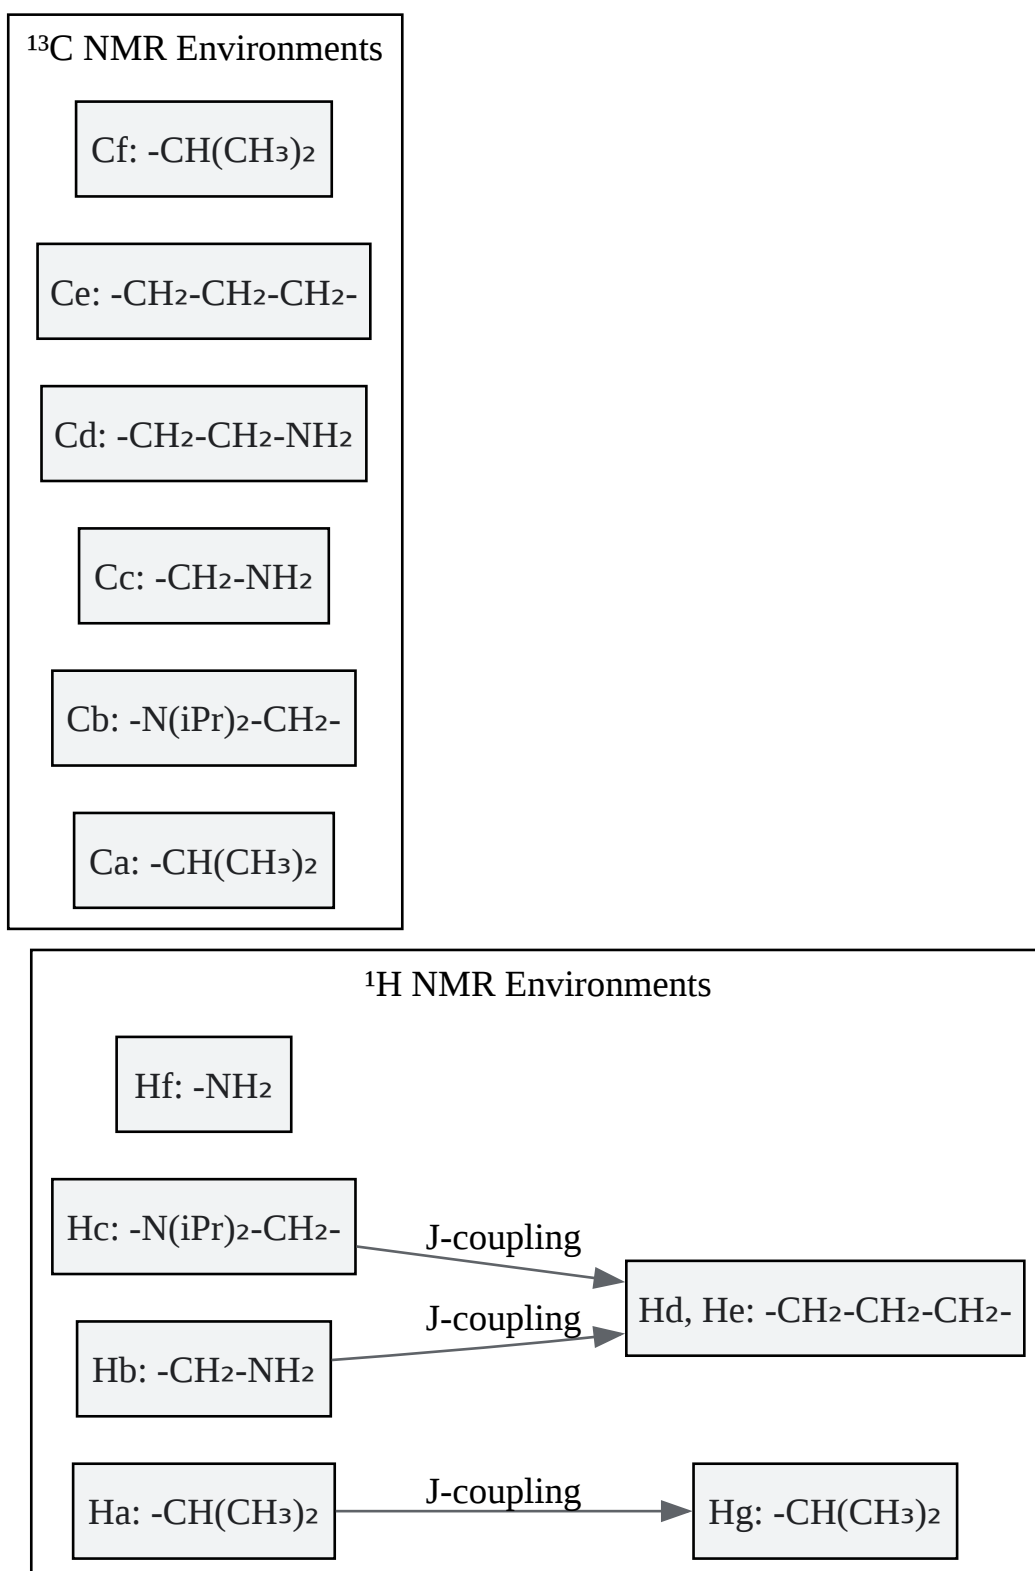 ¹³C NMR Environments
Cf: -CH(CH₃)₂
Ce: -CH₂-CH₂-CH₂-
Cd: -CH₂-CH₂-NH₂
Cc: -CH₂-NH₂
Cb: -N(iPr)₂-CH₂-
Ca: -CH(CH₃)₂
¹H NMR Environments
Hf: -NH₂
Hc: -N(iPr)₂-CH₂-
J-coupling
Hd, He: -CH₂-CH₂-CH₂-
J-coupling
Hb: -CH₂-NH₂
Ha: -CH(CH₃)₂
J-coupling
Hg: -CH(CH₃)₂